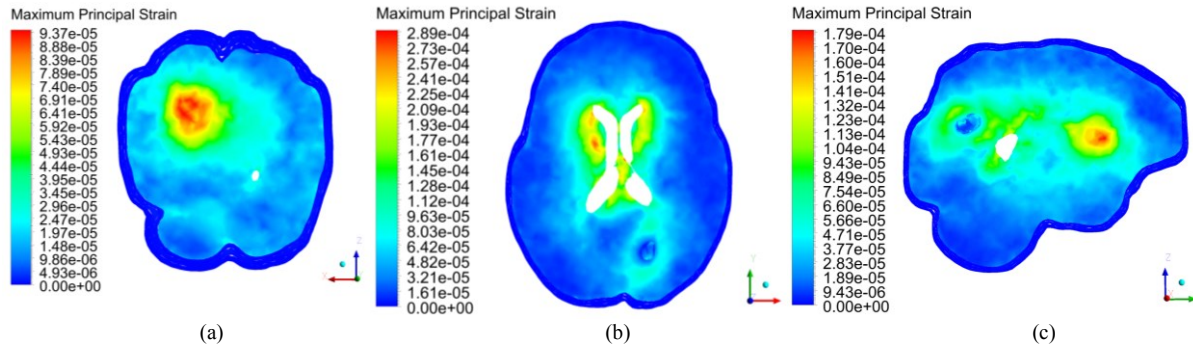 Maximum Principal Strain
9.37e-05
8.88e-05
8.39e-05
7.89e-05
7.40e-05
6.91e-05
6.41e-05
5.92e-05
5.43e-05
4.93e-05
4.44e-05
3.95e-05
3.45e-05
2.96e-05
2.47e-05
1.97e-05
1.48e-05
9.86e-06
4.93e-06
0.00e+00
Z
X
(a)
Maximum Principal Strain
2.89e-04
2.73e-04
2.57e-04
2.41e-04
2.25e-04
2.09e-04
1.93e-04
1.77e-04
1.61e-04
1.44e-04
1.28e-04
1.12e-04
9.63e-05
8.02e-05
6.42e-05
4.81e-05
3.21e-05
1.61e-05
0.00e+00
Y
(b)
Maximum Principal Strain
1.79e-04
1.70e-04
1.60e-04
1.51e-04
1.41e-04
1.32e-04
1.23e-04
1.13e-04
1.04e-04
9.43e-05
8.49e-05
7.54e-05
6.60e-05
5.66e-05
4.71e-05
3.77e-05
2.83e-05
1.89e-05
9.43e-06
0.00e+00
Z
(c)